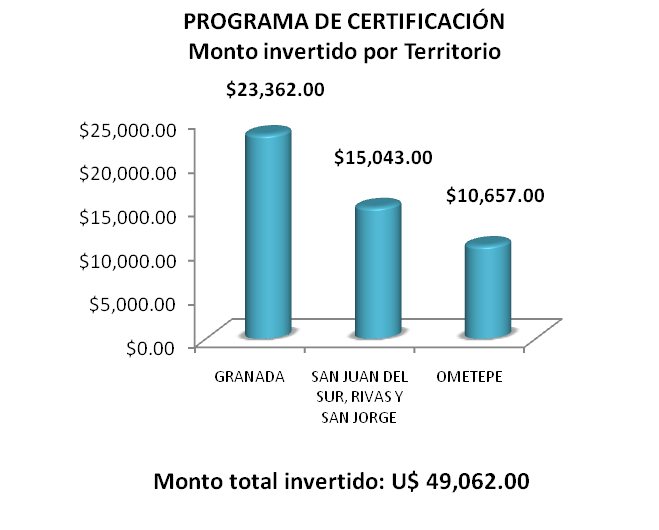 PROGRAMA DE CERTIFICACIÓN
Monto invertido por Territorio
$23,362.00
$15,043.00
$10,657.00
$25,000.00
$20,000.00
$15,000.00
$10,000.00
$5,000.00
$0.00
GRANADA
SAN JUAN DEL
SUR, RIVAS Y
SAN JORGE
OMETEPE
Monto total invertido: U$ 49,062.00